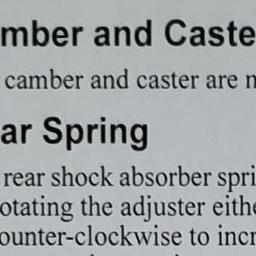 mber and Caste
camber and caster are n
ar Spring
rear shock absorber spri
otating the adjuster eithe
ounter-clockwise to incr